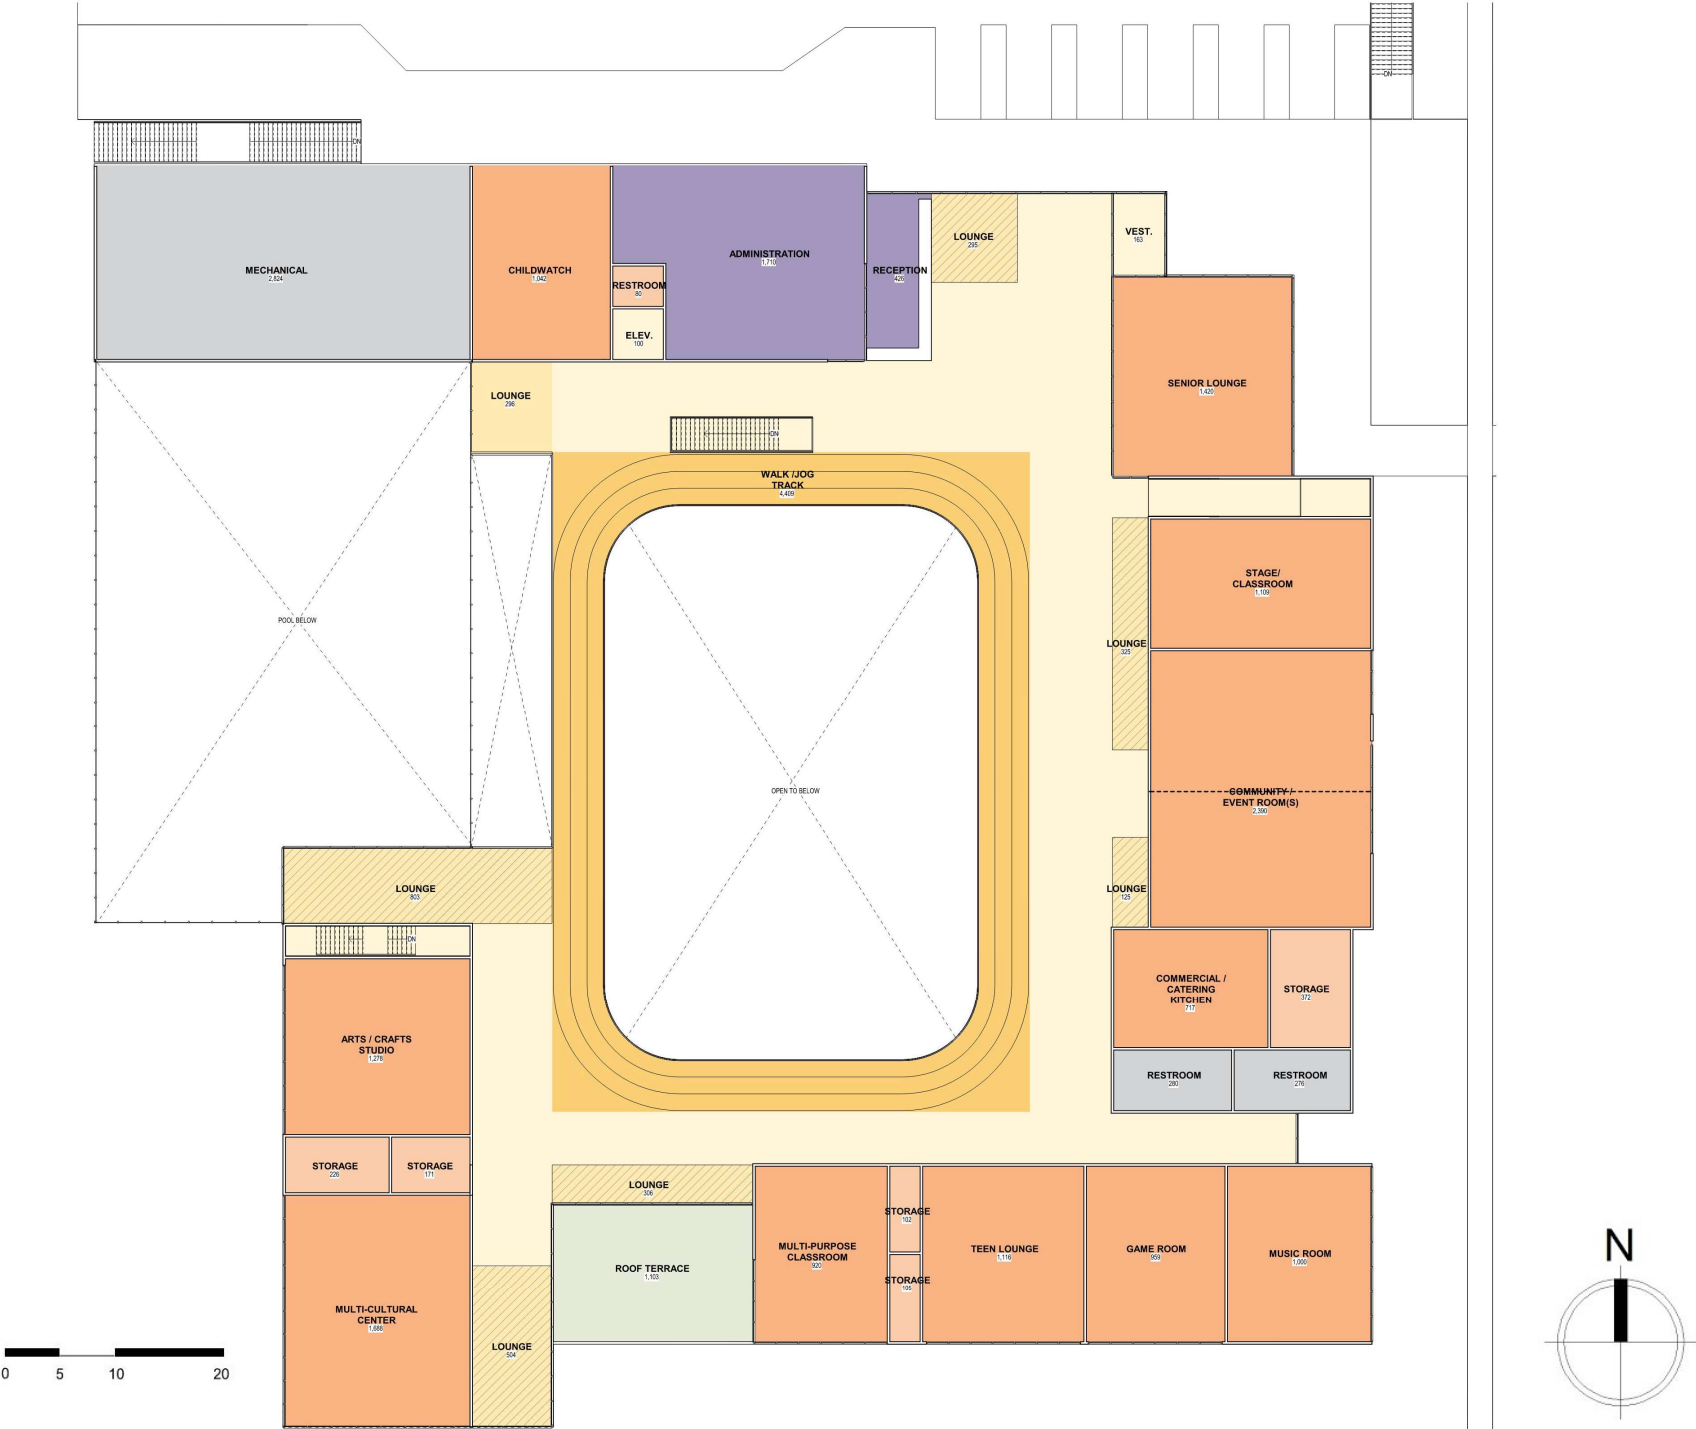 DN
DN
MECHANICAL
2,824
CHILDWATCH
1,042
ADMINISTRATION
1,710
RESTROOM
80
ELEV.
100
RECEPTION
426
LOUNGE
295
VEST.
163
SENIOR LOUNGE
1,420
LOUNGE
296
DN
WALK /JOG
TRACK
4,409
STAGE/
CLASSROOM
1,109
POOL BELOW
LOUNGE
325
OPEN TO BELOW
COMMUNITY /
EVENT ROOM(S)
2,390
LOUNGE
803
LOUNGE
125
DN
COMMERCIAL /
CATERING
KITCHEN
717
STORAGE
372
ARTS / CRAFTS
STUDIO
1,278
RESTROOM
280
RESTROOM
276
STORAGE
226
STORAGE
171
LOUNGE
306
STORAGE
102
MULTI-PURPOSE
CLASSROOM
920
TEEN LOUNGE
1,116
GAME ROOM
959
MUSIC ROOM
1,000
ROOF TERRACE
1,103
STORAGE
MULTI-CULTURAL
CENTER
1,686
LOUNGE
504
N
0 5 10 20